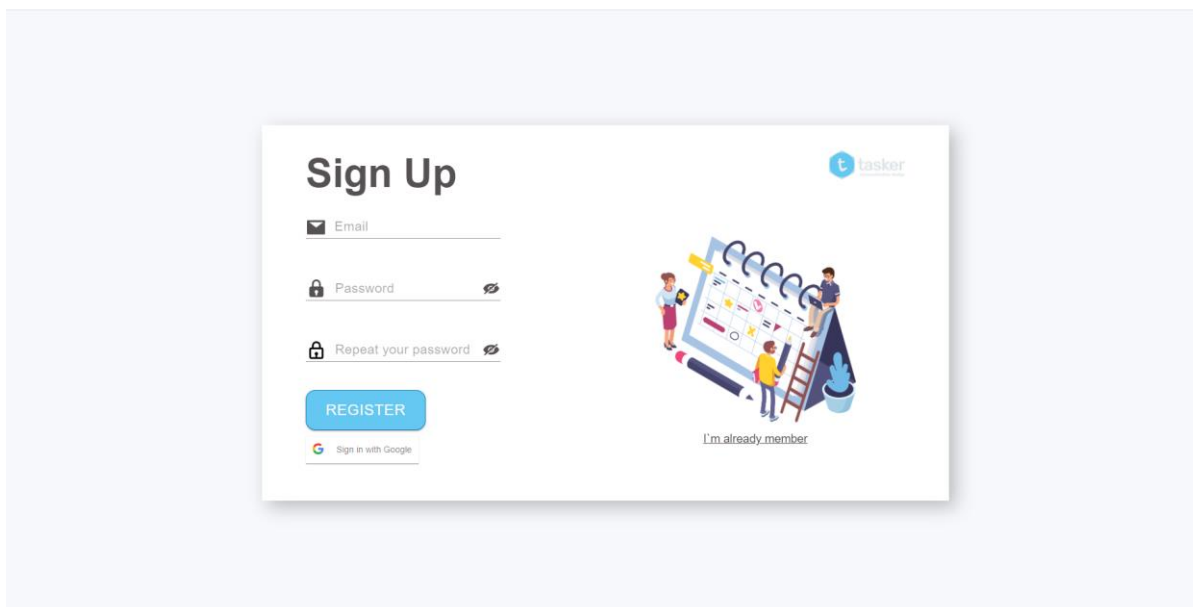 Sign Up
Email
Password
Repeat your password
REGISTER
Sign in with Google
tasker
I`m already member